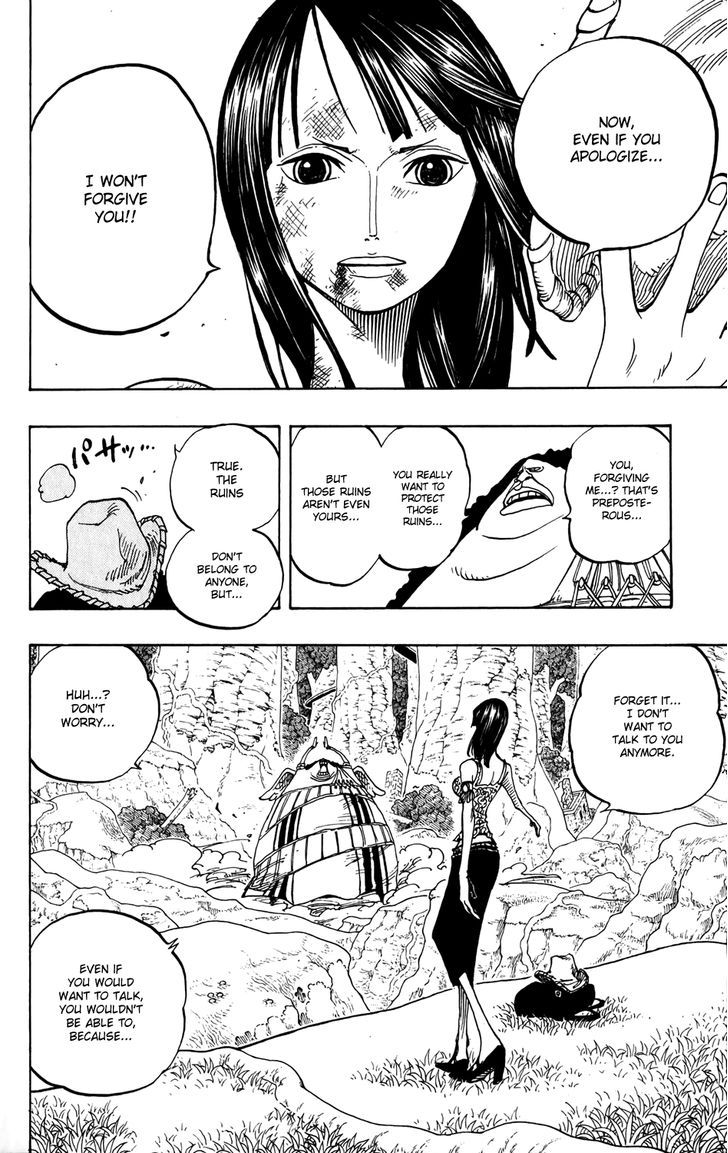 NOW,
EVEN IF YOU
APOLOGIZE...
I WON'T
FORGIVE
YOU!!
YOU,
FORGIVING
ME...? THAT'S
PREPOSTE-
ROUS...
YOU REALLY
WANT TO
PROTECT
THOSE
RUINS...
BUT
THOSE RUINS
AREN'T EVEN
YOURS...
TRUE.
THE
RUINS
DON'T
BELONG TO
ANYONE,
BUT...
パサッ...
FORGET IT...
I DON'T
WANT TO
TALK TO YOU
ANYMORE.
HUH...?
DON'T
WORRY...
EVEN IF
YOU WOULD
WANT TO TALK,
YOU WOULDN'T
BE ABLE TO,
BECAUSE...